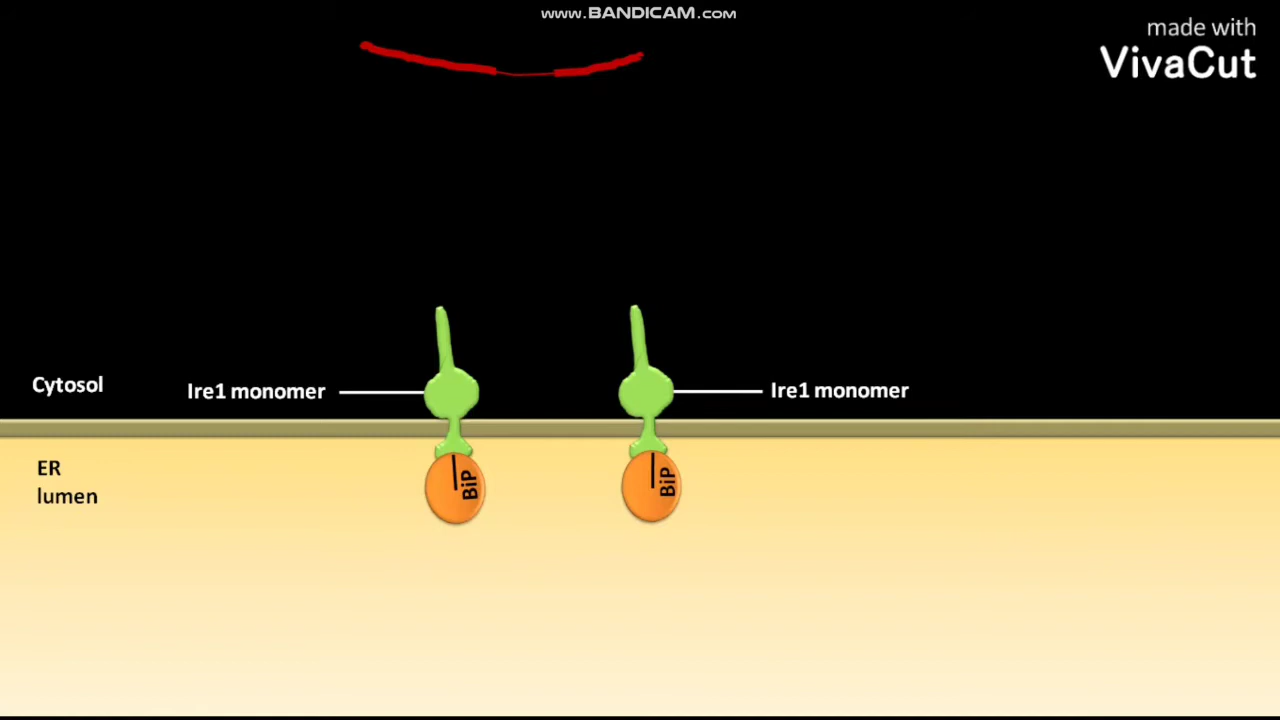 www.BANDICAM.com
made with
VivaCut
Cytosol
Ire1 monomer
Ire1 monomer
ER
lumen
BiP
BiP